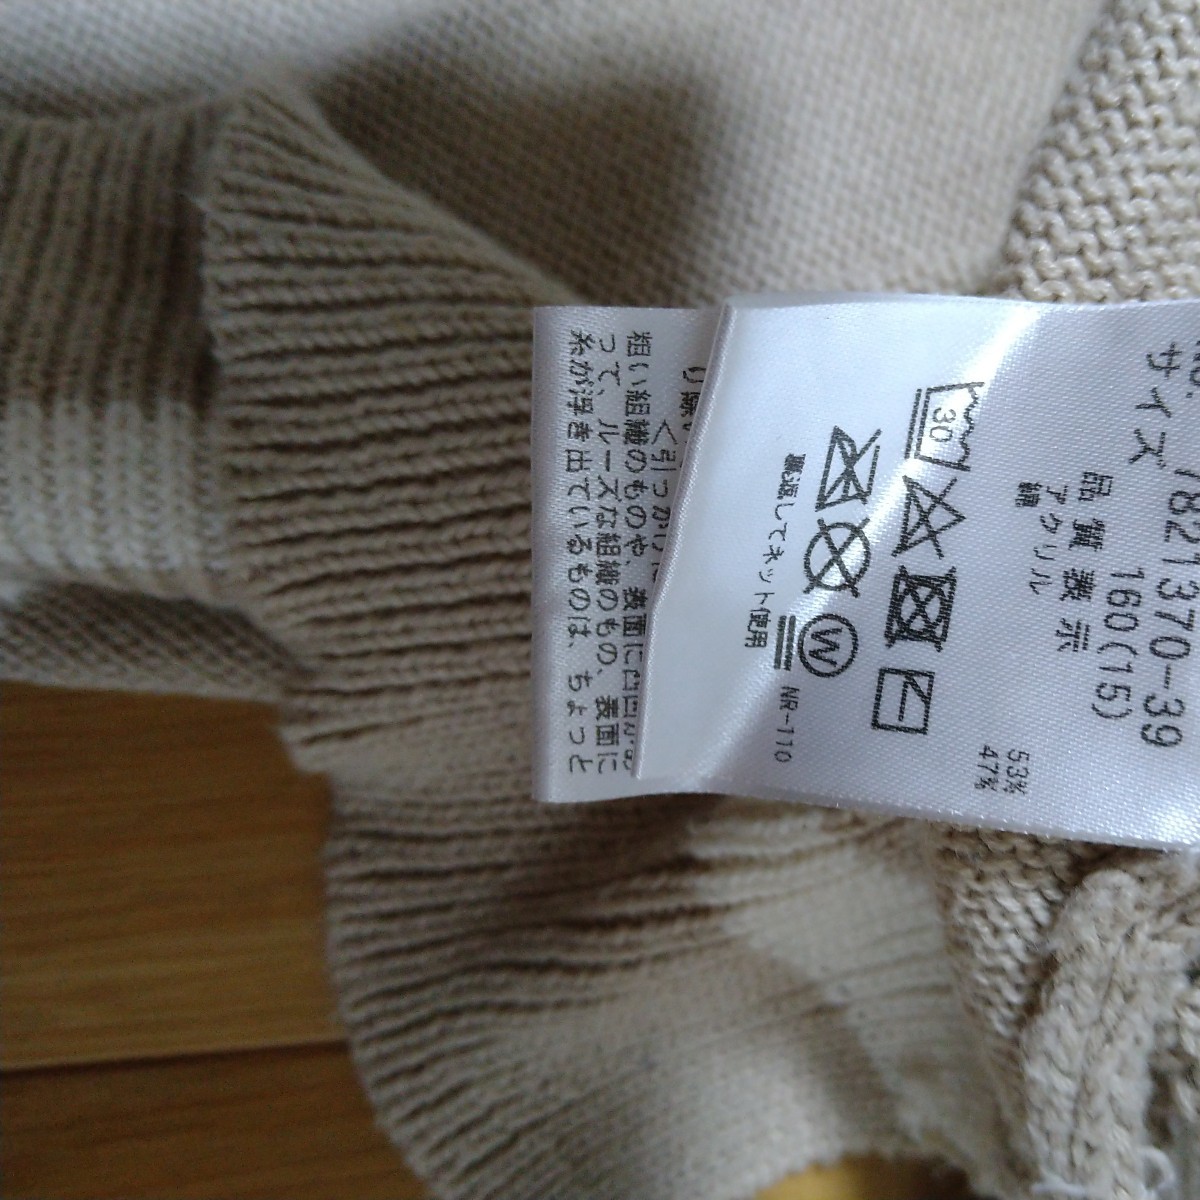 1821370-39
サイズ 160(15)
品質表示
アクリル 53%
綿 47%
30
W
裏返してネット使用
NR-110
<引っかけに
粗い組織のものや、表面に凹凸があ
って、ルーズな組織のもの、表面に
糸が浮き出ているものは、ちょっと